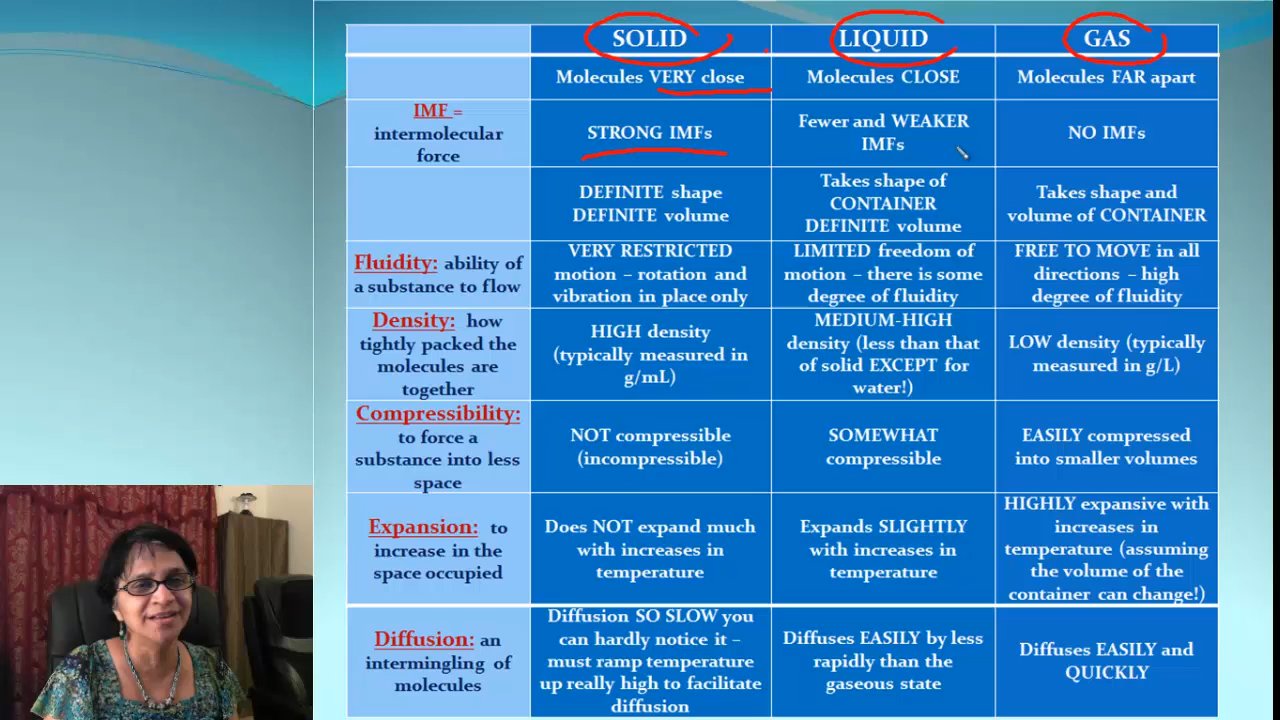 SOLID LIQUID GAS
Molecules VERY close
Molecules CLOSE
Molecules FAR apart
IMF =
intermolecular
force
STRONG IMFs
Fewer and WEAKER
IMFs
NO IMFs
DEFINITE shape
DEFINITE volume
Takes shape of
CONTAINER
DEFINITE volume
Takes shape and
volume of CONTAINER
Fluidity: ability of
a substance to flow
VERY RESTRICTED
motion – rotation and
vibration in place only
LIMITED freedom of
motion – there is some
degree of fluidity
FREE TO MOVE in all
directions – high
degree of fluidity
Density: how
tightly packed the
molecules are
together
HIGH density
(typically measured in
g/mL)
MEDIUM-HIGH
density (less than that
of solid EXCEPT for
water!)
LOW density (typically
measured in g/L)
Compressibility:
to force a
substance into less
space
NOT compressible
(incompressible)
SOMEWHAT
compressible
EASILY compressed
into smaller volumes
Expansion: to
increase in the
space occupied
Does NOT expand much
with increases in
temperature
Expands SLIGHTLY
with increases in
temperature
HIGHLY expansive with
increases in
temperature (assuming
the volume of the
container can change!)
Diffusion: an
intermingling of
molecules
Diffusion SO SLOW you
can hardly notice it –
must ramp temperature
up really high to facilitate
diffusion
Diffuses EASILY by less
rapidly than the
gaseous state
Diffuses EASILY and
QUICKLY